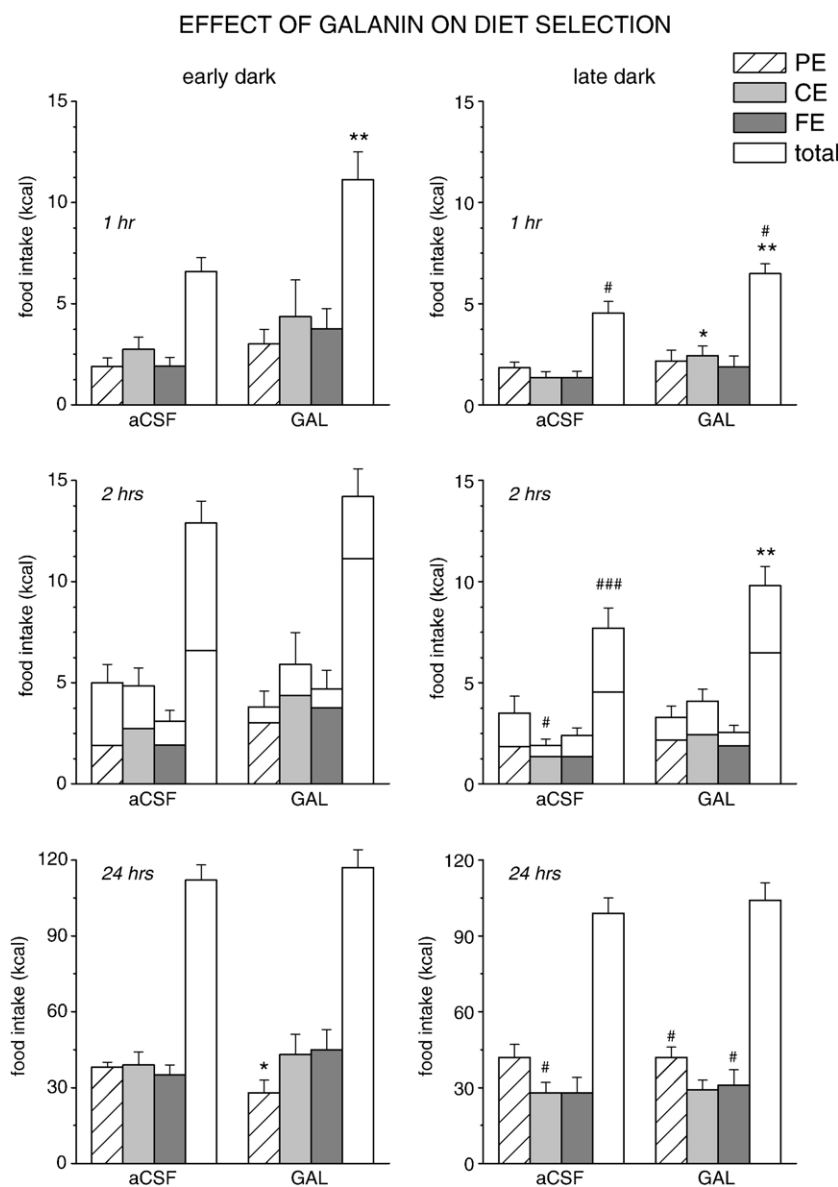 EFFECT OF GALANIN ON DIET SELECTION
PE
CE
FE
total
early dark
late dark
food intake (kcal)
15
10
5
0
1 hr
**
aCSF
GAL
food intake (kcal)
15
10
5
0
1 hr
#
*
#
**
aCSF
GAL
food intake (kcal)
15
10
5
0
2 hrs
aCSF
GAL
food intake (kcal)
15
10
5
0
2 hrs
#
###
**
aCSF
GAL
food intake (kcal)
120
90
60
30
0
24 hrs
*
aCSF
GAL
food intake (kcal)
120
90
60
30
0
24 hrs
#
#
#
aCSF
GAL